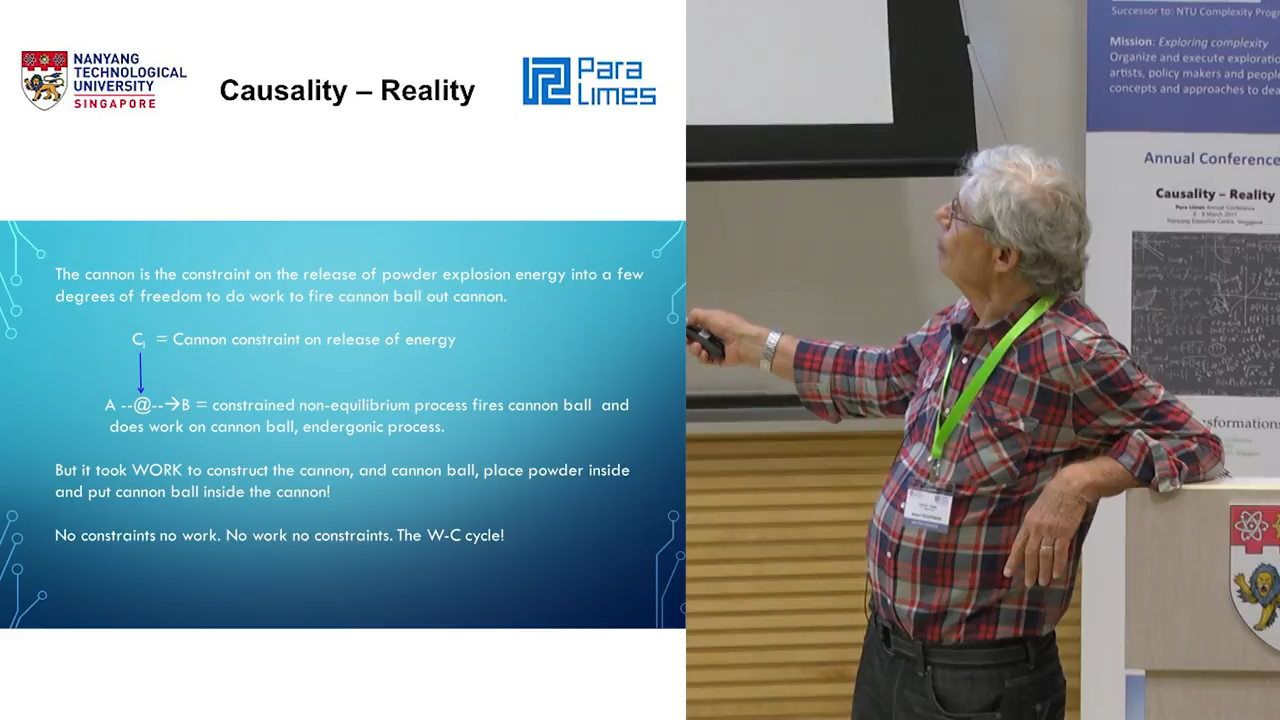 NANYANG
TECHNOLOGICAL
UNIVERSITY
SINGAPORE
Causality – Reality
Para
Limes
The cannon is the constraint on the release of powder explosion energy into a few
degrees of freedom to do work to fire cannon ball out cannon.
Ci = Cannon constraint on release of energy
A --@--→B = constrained non-equilibrium process fires cannon ball and
does work on cannon ball, endergonic process.
But it took WORK to construct the cannon, and cannon ball, place powder inside
and put cannon ball inside the cannon!
No constraints no work. No work no constraints. The W-C cycle!
Successor to: NTU Complexity
Mission: Exploring complexity
Organize and execute
artists, policy makers and
concepts and approaches to
Annual Conference
Causality – Reality
Para Limes Annual Conference